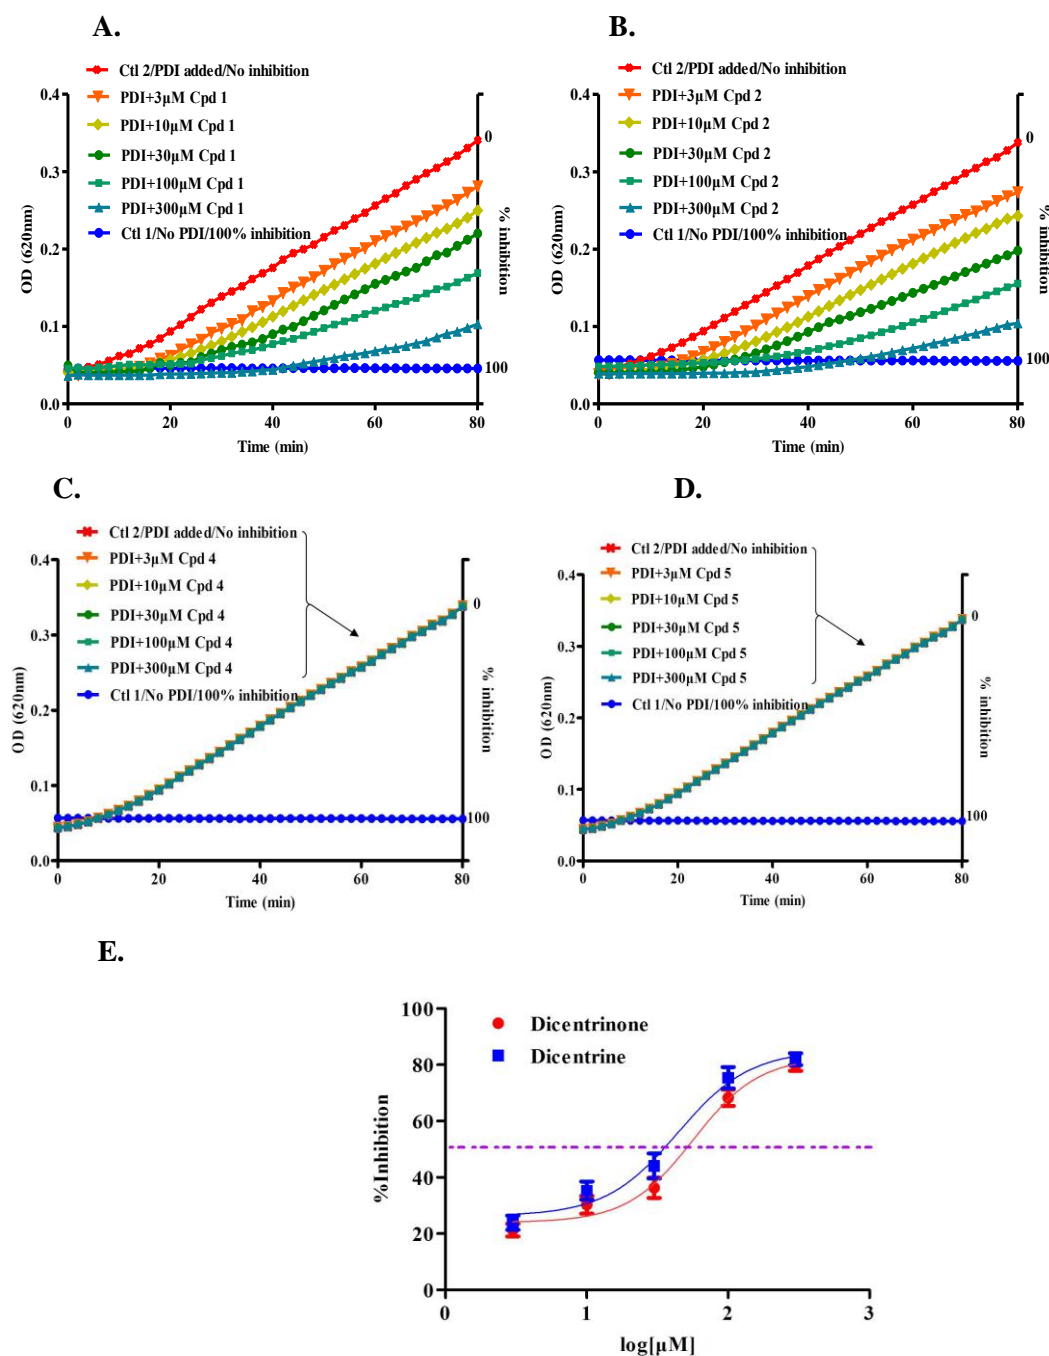 A.
Ctl 2/PDI added/No inhibition
PDI+3µM Cpd 1
PDI+10µM Cpd 1
PDI+30µM Cpd 1
PDI+100µM Cpd 1
PDI+300µM Cpd 1
Ctl 1/No PDI/100% inhibition
0.4
0.3
0.2
0.1
0.0
OD (620nm)
0
20
40
60
80
Time (min)
0
100
% inhibition
B.
Ctl 2/PDI added/No inhibition
PDI+3µM Cpd 2
PDI+10µM Cpd 2
PDI+30µM Cpd 2
PDI+100µM Cpd 2
PDI+300µM Cpd 2
Ctl 1/No PDI/100% inhibition
0.4
0.3
0.2
0.1
0.0
OD (620nm)
0
20
40
60
80
Time (min)
0
100
% inhibition
C.
Ctl 2/PDI added/No inhibition
PDI+3µM Cpd 4
PDI+10µM Cpd 4
PDI+30µM Cpd 4
PDI+100µM Cpd 4
PDI+300µM Cpd 4
Ctl 1/No PDI/100% inhibition
0.4
0.3
0.2
0.1
0.0
OD (620nm)
0
20
40
60
80
Time (min)
0
100
% inhibition
D.
Ctl 2/PDI added/No inhibition
PDI+3µM Cpd 5
PDI+10µM Cpd 5
PDI+30µM Cpd 5
PDI+100µM Cpd 5
PDI+300µM Cpd 5
Ctl 1/No PDI/100% inhibition
0.4
0.3
0.2
0.1
0.0
OD (620nm)
0
20
40
60
80
Time (min)
0
100
% inhibition
E.
Dicentrinone
Dicentrine
100
80
60
40
20
0
%Inhibition
0
1
2
3
log[µM]